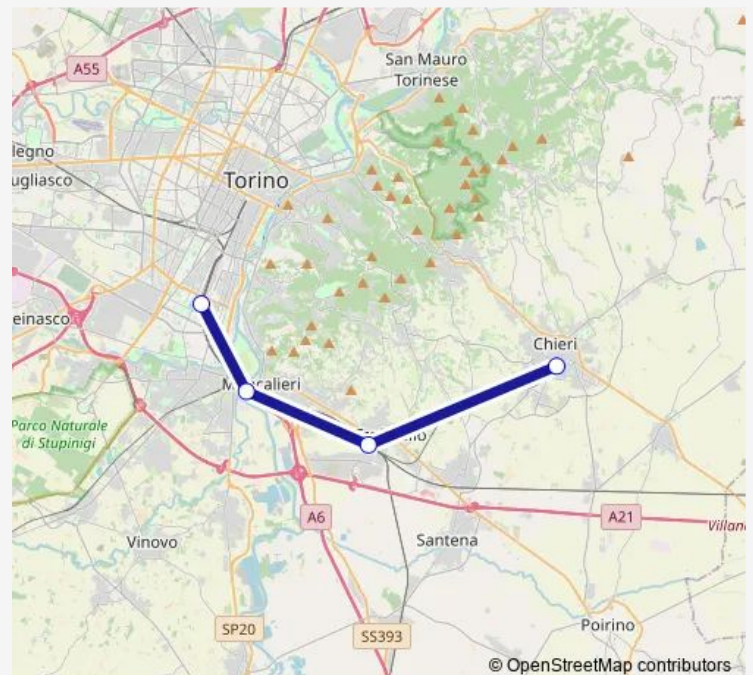 San Mauro
Torinese
A55
legno
ugliasco
Torino
einasco
Chieri
Parco Naturale
di Stupinigi
A6
A21
Villan
Vinovo
Santena
SP20
SS393
Poirino
© OpenStreetMap contributors